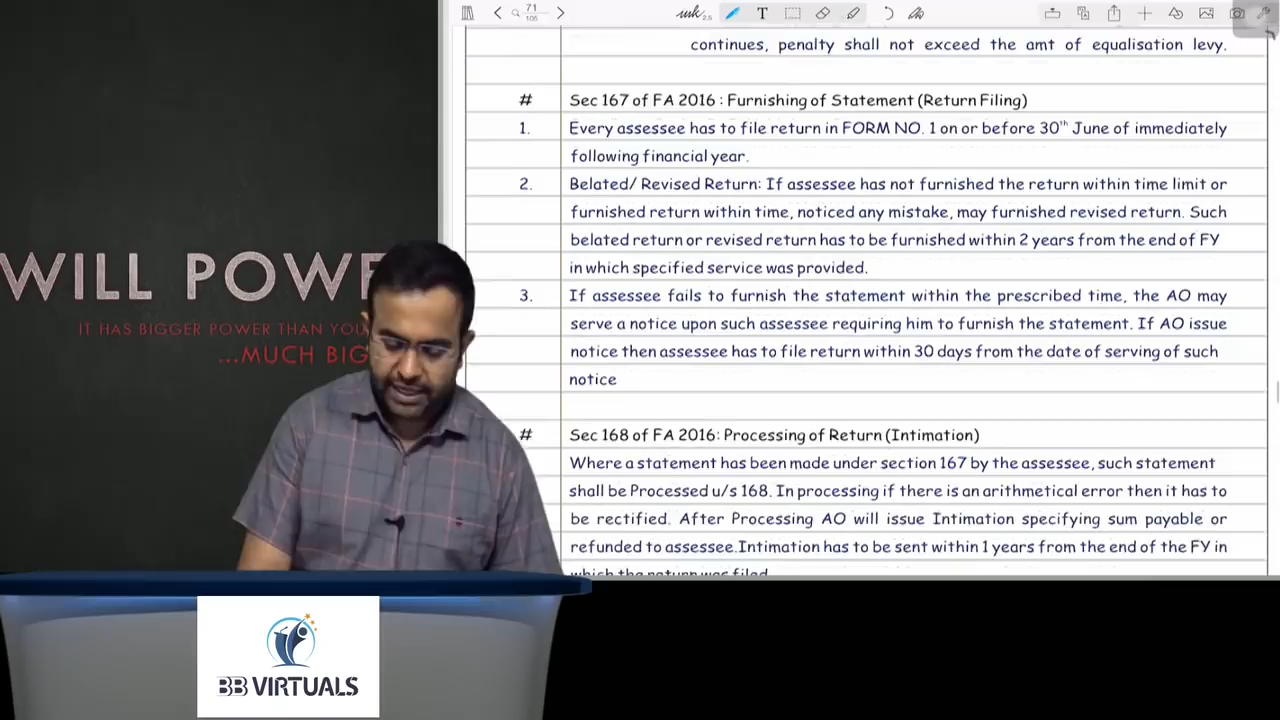 71
105
T
continues, penalty shall not exceed the amt of equalisation levy.
# Sec 167 of FA 2016 : Furnishing of Statement (Return Filing)
1. Every assessee has to file return in FORM NO. 1 on or before 30th June of immediately
following financial year.
2. Belated/ Revised Return: If assessee has not furnished the return within time limit or
furnished return within time, noticed any mistake, may furnished revised return. Such
belated return or revised return has to be furnished within 2 years from the end of FY
in which specified service was provided.
3. If assessee fails to furnish the statement within the prescribed time, the AO may
serve a notice upon such assessee requiring him to furnish the statement. If AO issue
notice then assessee has to file return within 30 days from the date of serving of such
notice
# Sec 168 of FA 2016: Processing of Return (Intimation)
Where a statement has been made under section 167 by the assessee, such statement
shall be Processed u/s 168. In processing if there is an arithmetical error then it has to
be rectified. After Processing AO will issue Intimation specifying sum payable or
refunded to assessee.Intimation has to be sent within 1 years from the end of the FY in
which the return was filed
WILL POWE
IT HAS BIGGER POWER THAN YOU
...MUCH BIG
BB VIRTUALS